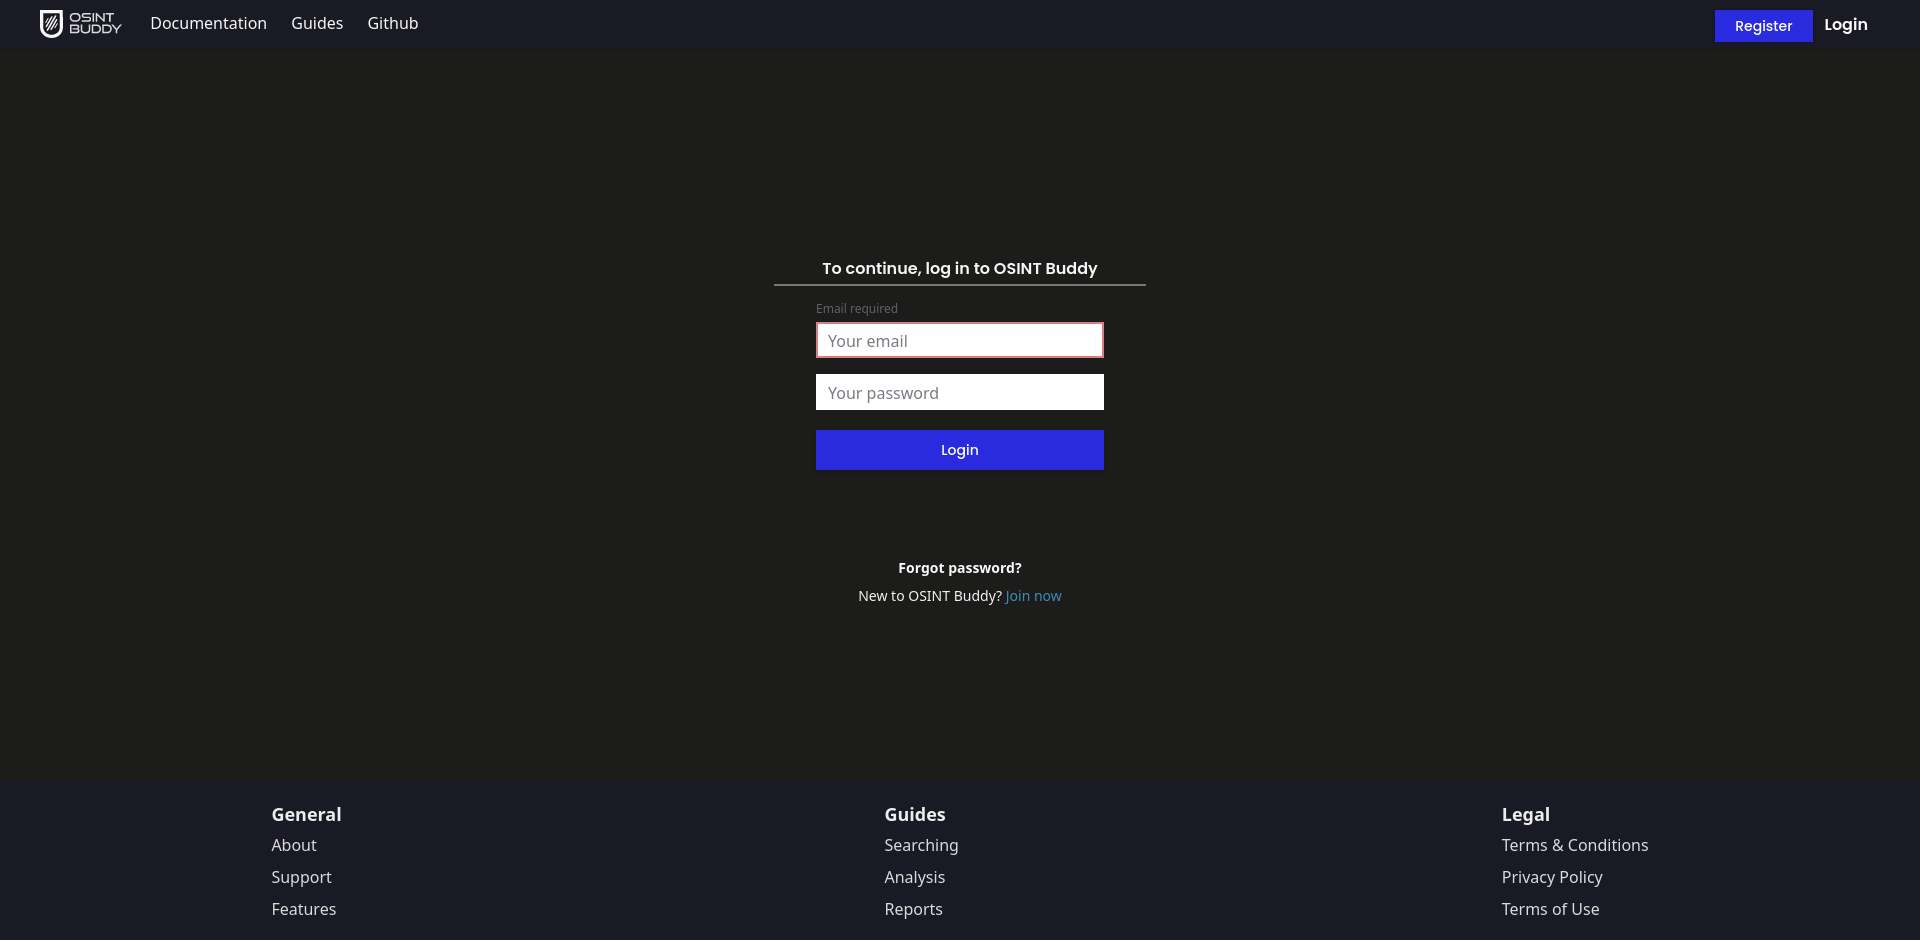 OSINT
BUDDY
Documentation Guides Github
Register Login
To continue, log in to OSINT Buddy
Email required
Your email
Your password
Login
Forgot password?
New to OSINT Buddy? Join now
General
About
Support
Features
Guides
Searching
Analysis
Reports
Legal
Terms & Conditions
Privacy Policy
Terms of Use